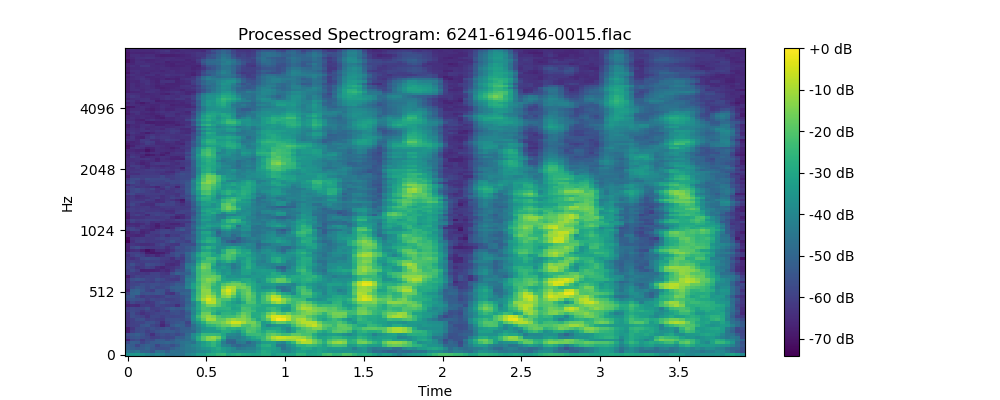 Processed Spectrogram: 6241-61946-0015.flac
Hz
4096
2048
1024
512
0
0 0.5 1 1.5 2 2.5 3 3.5
Time
+0 dB
-10 dB
-20 dB
-30 dB
-40 dB
-50 dB
-60 dB
-70 dB